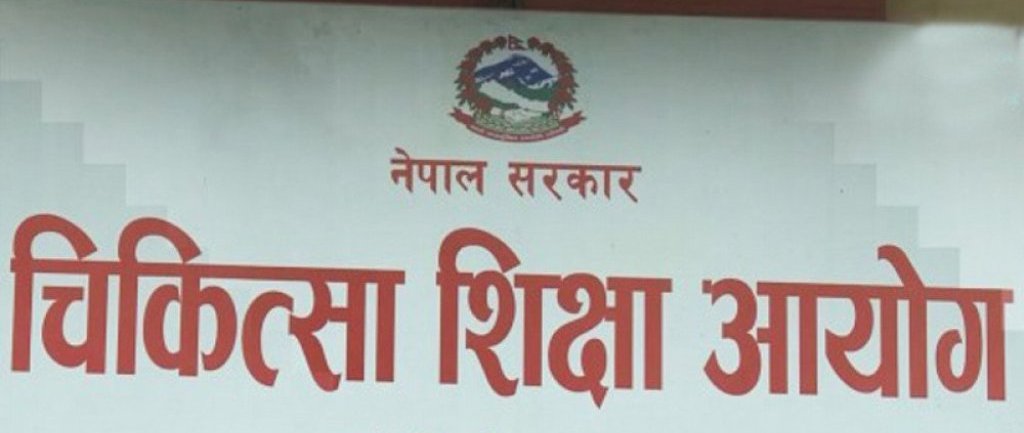 नेपाल सरकार
चिकित्सा शिक्षा आयोग